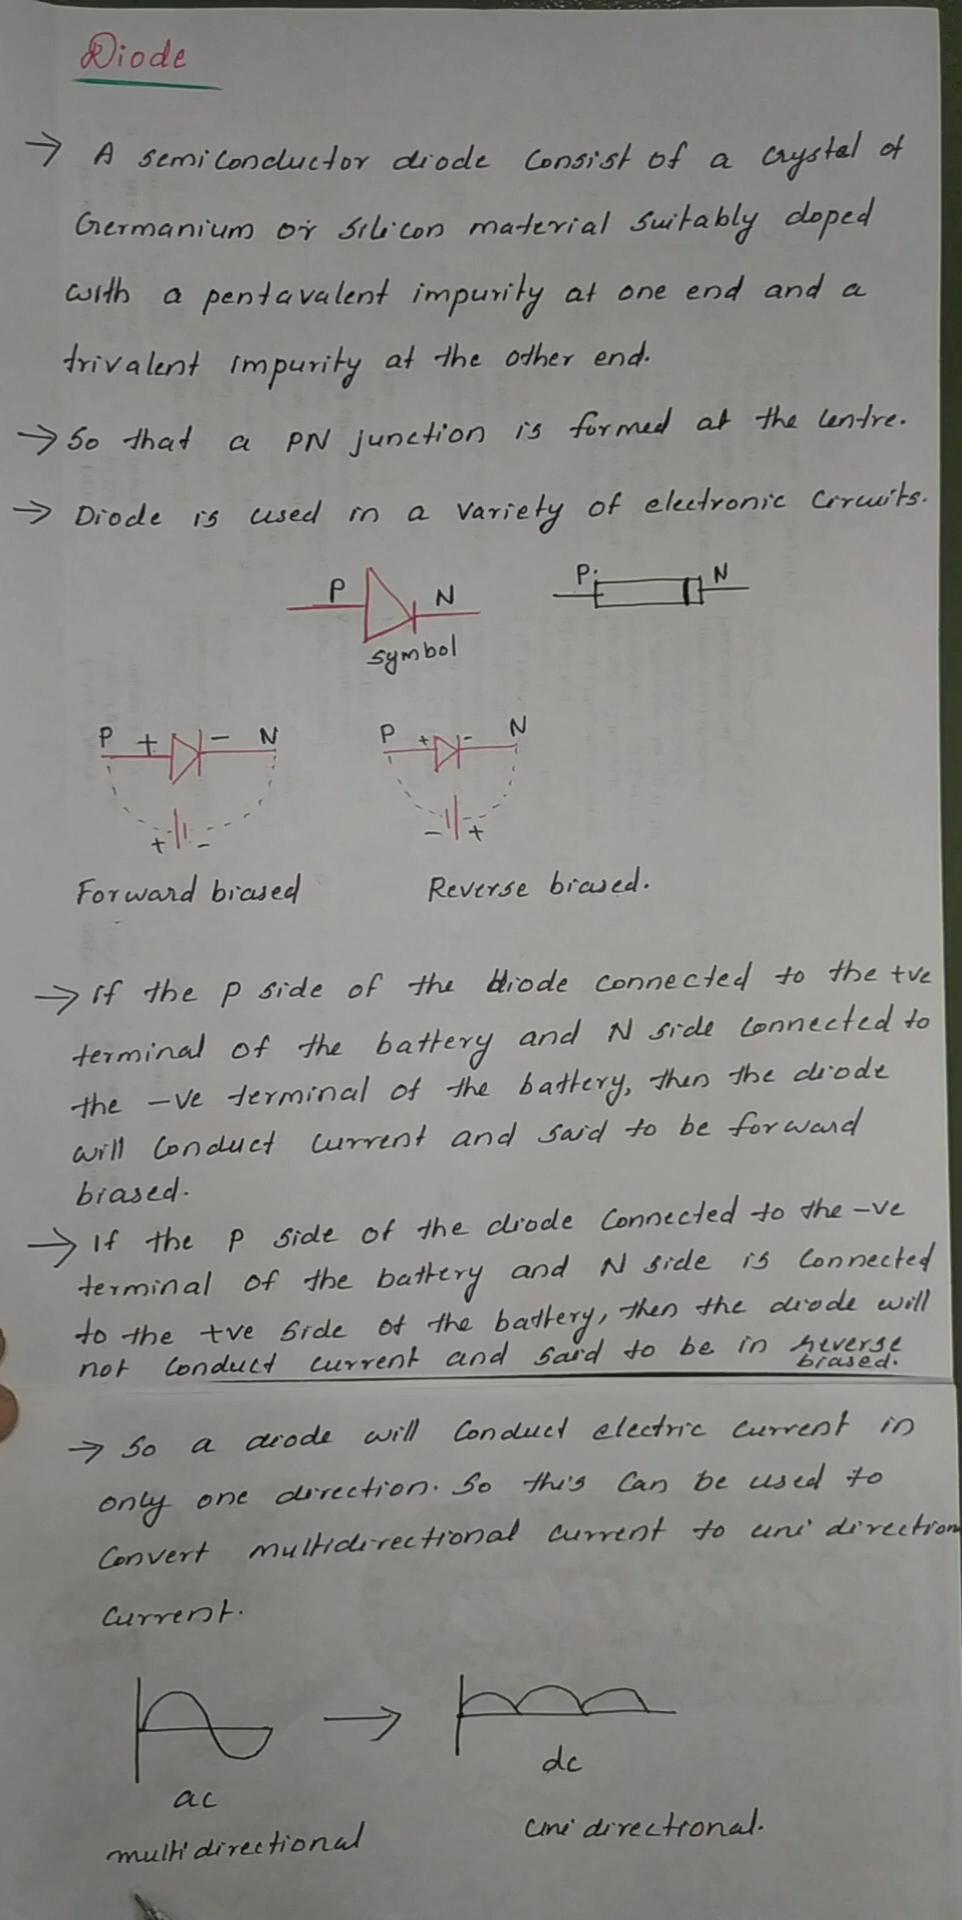 Diode
→ A semiconductor diode consist of a crystal of
Germanium or Silicon material suitably doped
with a pentavalent impurity at one end and a
trivalent impurity at the other end.
→ So that a PN junction is formed at the centre.
→ Diode is used in a variety of electronic circuits.
P N
symbol
P N
P + - N
+ -
Forward biased
P + - N
- +
Reverse biased.
→ If the P side of the diode connected to the +ve
terminal of the battery and N side connected to
the -ve terminal of the battery, then the diode
will conduct current and said to be forward
biased.
→ If the P side of the diode connected to the -ve
terminal of the battery and N side is connected
to the +ve side of the battery, then the diode will
not conduct current and said to be in reverse
biased.
→ So a diode will conduct electric current in
only one direction. So this can be used to
convert multidirectional current to uni direction
current.
→
ac
dc
multi directional
uni directional.